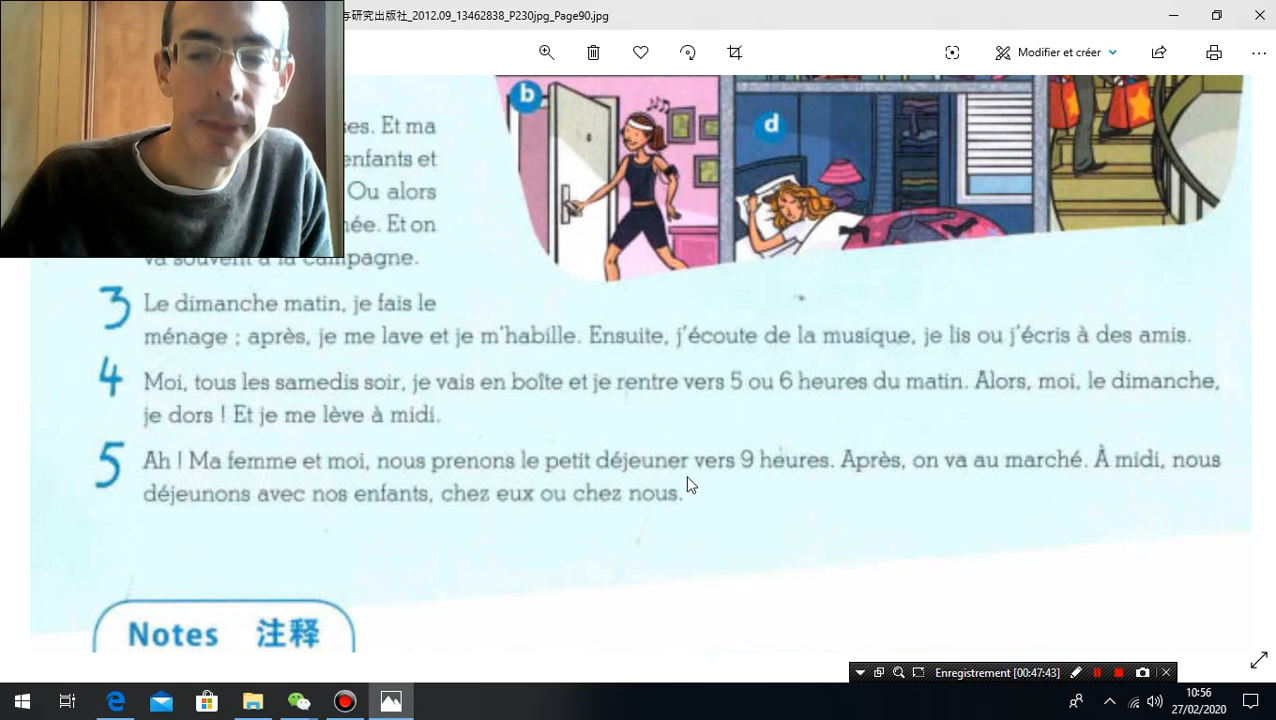 与研究出版社_2012.09_13462838_P230jpg_Page90.jpg
Modifier et créer
b
d
ses. Et ma
enfants et
Ou alors
née. Et on
va souvent à la campagne.
3 Le dimanche matin, je fais le
ménage ; après, je me lave et je m'habille. Ensuite, j'écoute de la musique, je lis ou j'écris à des amis.
4 Moi, tous les samedis soir, je vais en boîte et je rentre vers 5 ou 6 heures du matin. Alors, moi, le dimanche,
je dors ! Et je me lève à midi.
5 Ah ! Ma femme et moi, nous prenons le petit déjeuner vers 9 heures. Après, on va au marché. À midi, nous
déjeunons avec nos enfants, chez eux ou chez nous.
Notes 注释
Enregistrement [00:47:43]
10:56
27/02/2020